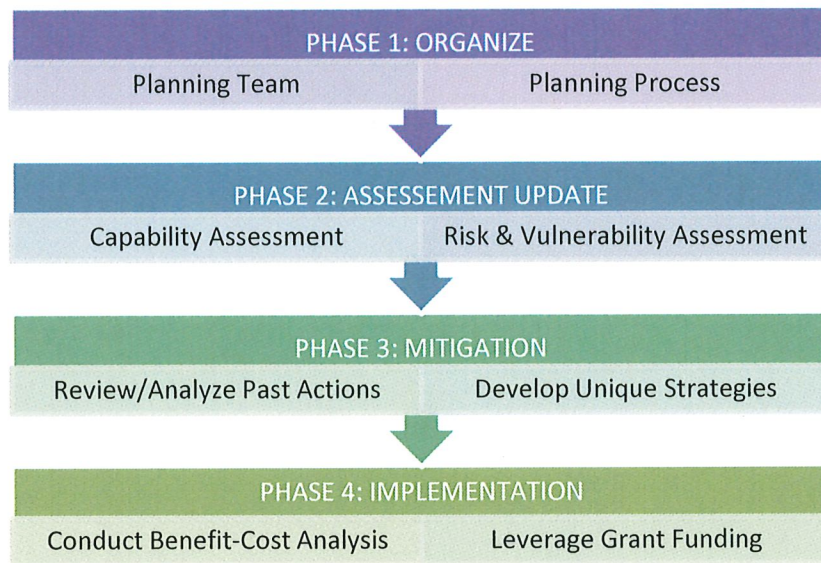 PHASE 1: ORGANIZE
Planning Team
Planning Process
PHASE 2: ASSESSEMENT UPDATE
Capability Assessment
Risk & Vulnerability Assessment
PHASE 3: MITIGATION
Review/Analyze Past Actions
Develop Unique Strategies
PHASE 4: IMPLEMENTATION
Conduct Benefit-Cost Analysis
Leverage Grant Funding